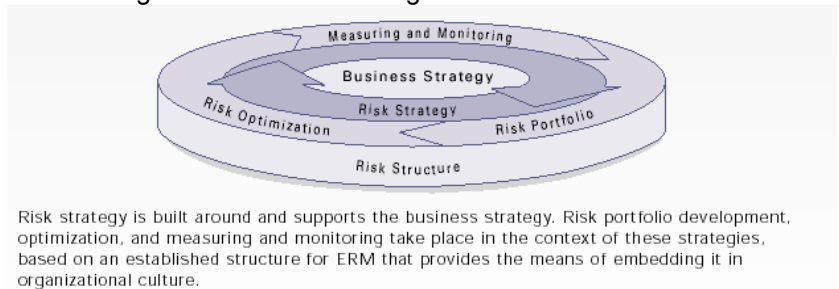 Measuring and Monitoring
Business Strategy
Risk Strategy
Risk Optimization
Risk Portfolio
Risk Structure
Risk strategy is built around and supports the business strategy. Risk portfolio development,
optimization, and measuring and monitoring take place in the context of these strategies,
based on an established structure for ERM that provides the means of embedding it in
organizational culture.